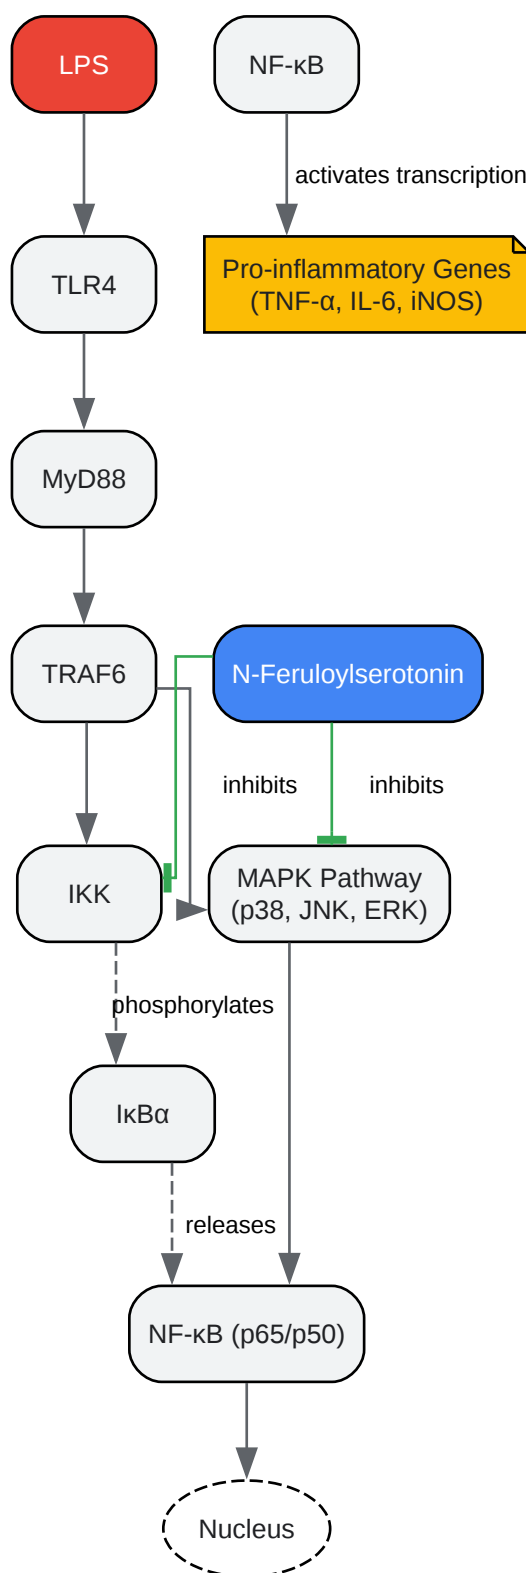 LPS
NF-κB
activates transcription
TLR4
Pro-inflammatory Genes
(TNF-α, IL-6, iNOS)
MyD88
TRAF6
N-Feruloylserotonin
inhibits
inhibits
IKK
MAPK Pathway
(p38, JNK, ERK)
phosphorylates
IκBα
releases
NF-κB (p65/p50)
Nucleus